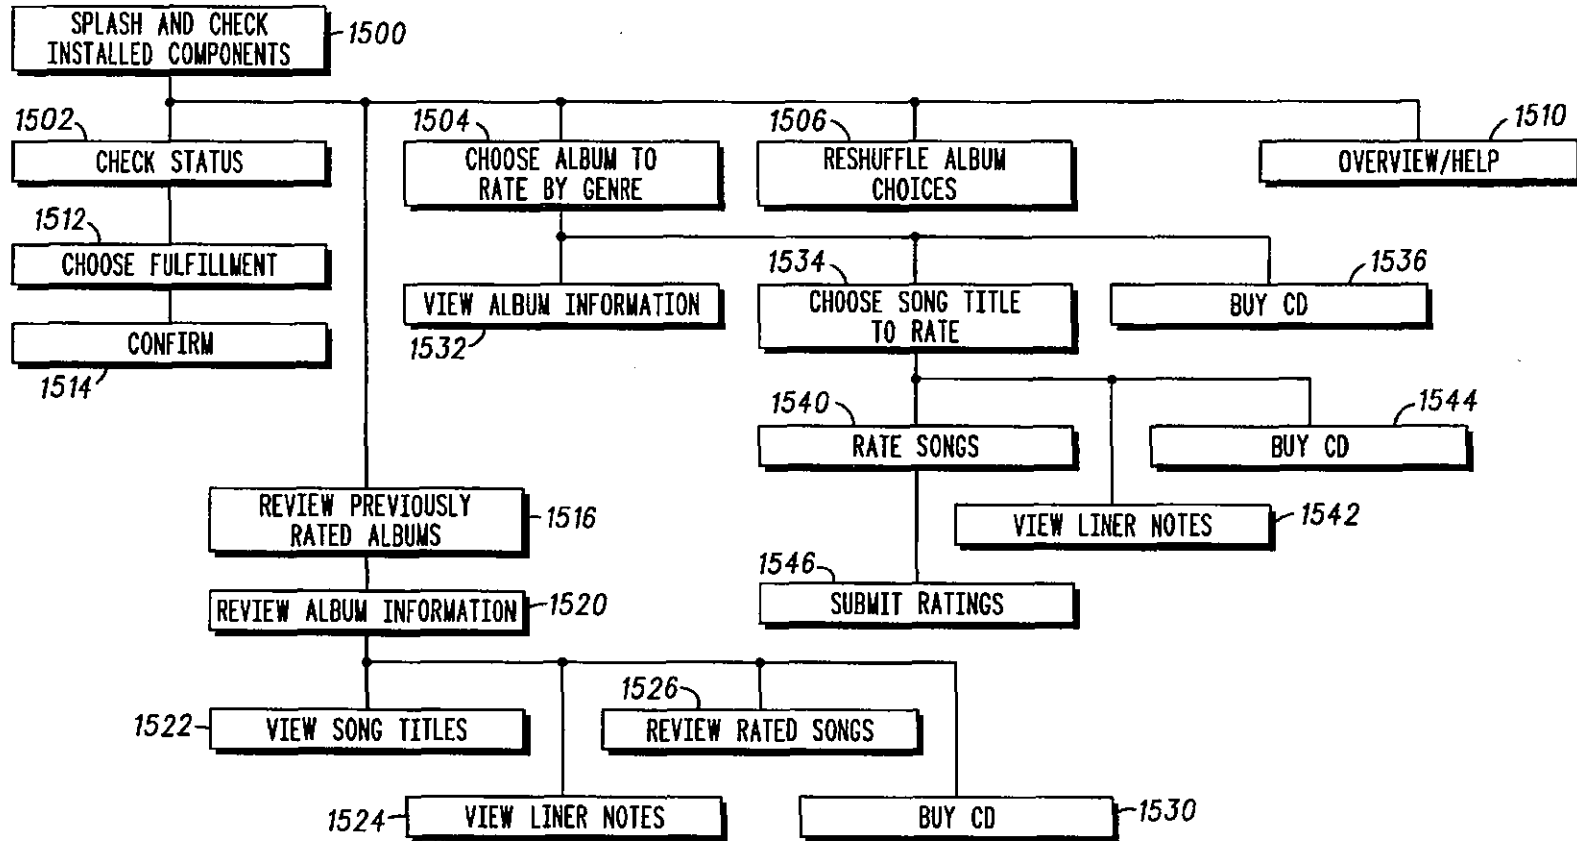 SPLASH AND CHECK
INSTALLED COMPONENTS
1500
1502
CHECK STATUS
1504
CHOOSE ALBUM TO
RATE BY GENRE
1506
RESHUFFLE ALBUM
CHOICES
1510
OVERVIEW/HELP
1512
CHOOSE FULFILLMENT
CONFIRM
1514
VIEW ALBUM INFORMATION
1532
1534
CHOOSE SONG TITLE
TO RATE
1536
BUY CD
1540
RATE SONGS
1544
BUY CD
VIEW LINER NOTES
1542
REVIEW PREVIOUSLY
RATED ALBUMS
1516
1546
SUBMIT RATINGS
REVIEW ALBUM INFORMATION
1520
1522
VIEW SONG TITLES
1526
REVIEW RATED SONGS
1524
VIEW LINER NOTES
BUY CD
1530